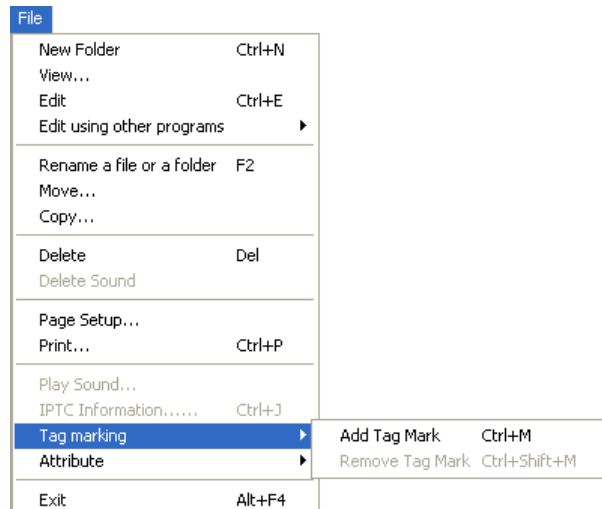 File
New Folder Ctrl+N
View...
Edit Ctrl+E
Edit using other programs
Rename a file or a folder F2
Move...
Copy...
Delete Del
Delete Sound
Page Setup...
Print... Ctrl+P
Play Sound...
IPTC Information...... Ctrl+J
Tag marking
Add Tag Mark Ctrl+M
Attribute
Remove Tag Mark Ctrl+Shift+M
Exit Alt+F4